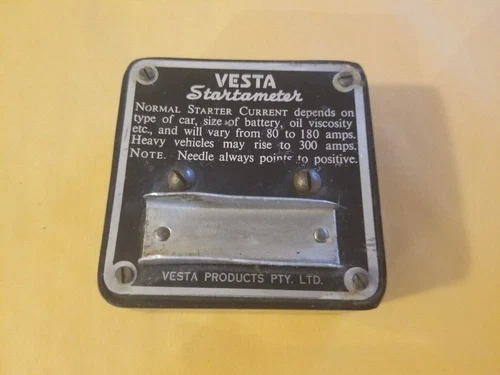 VESTA
Startameter
NORMAL STARTER CURRENT depends on
type of car, size of battery, oil viscosity
etc., and will vary from 80 to 180 amps.
Heavy vehicles may rise to 300 amps.
NOTE. Needle always points to positive.
VESTA PRODUCTS PTY. LTD.